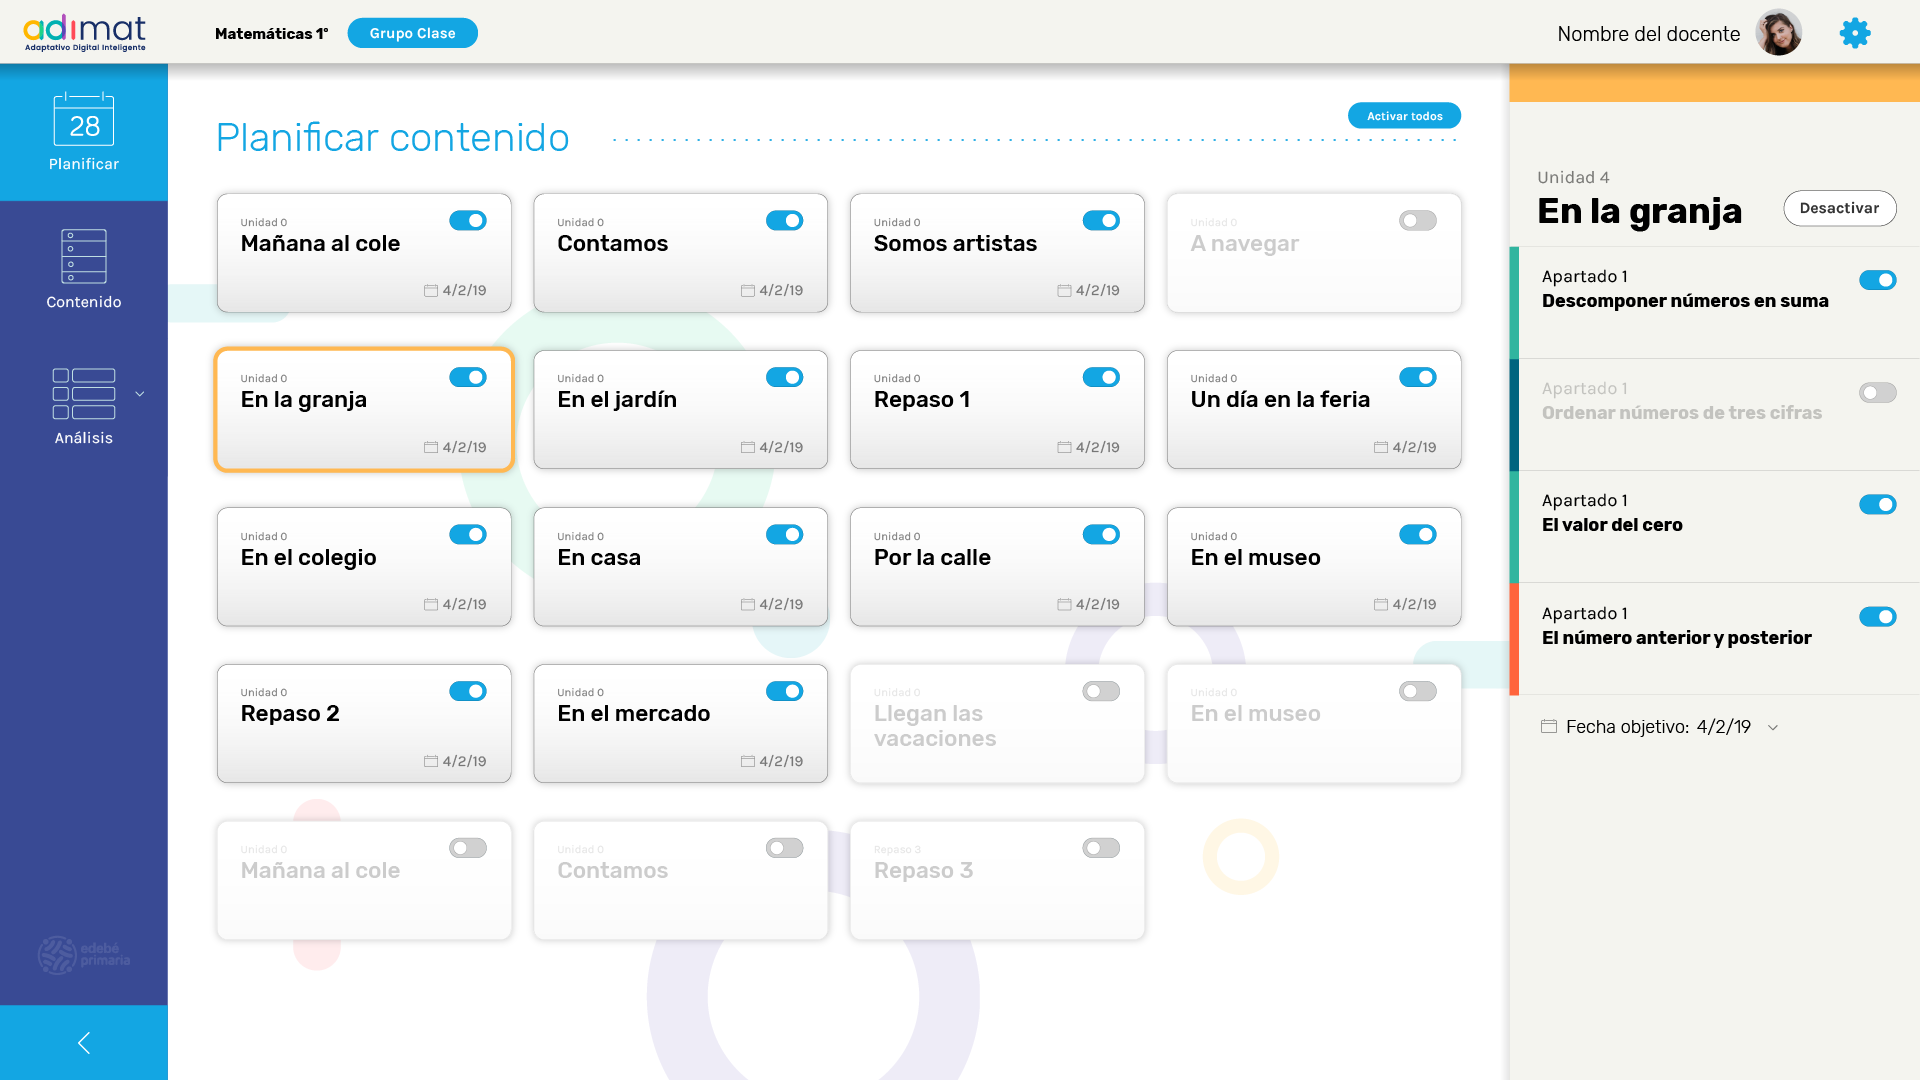 adimat
Adaptativo Digital Inteligente
Matemáticas 1º
Grupo Clase
Nombre del docente
28
Planificar
Contenido
Análisis
edebé
primaria
Planificar contenido
Activar todos
Unidad 0
Mañana al cole
4/2/19
Unidad 0
Contamos
4/2/19
Unidad 0
Somos artistas
4/2/19
Unidad 0
A navegar
Unidad 0
En la granja
4/2/19
Unidad 0
En el jardín
4/2/19
Unidad 0
Repaso 1
4/2/19
Unidad 0
Un día en la feria
4/2/19
Unidad 0
En el colegio
4/2/19
Unidad 0
En casa
4/2/19
Unidad 0
Por la calle
4/2/19
Unidad 0
En el museo
4/2/19
Unidad 0
Repaso 2
4/2/19
Unidad 0
En el mercado
4/2/19
Unidad 0
Llegan las
vacaciones
Unidad 0
En el museo
Unidad 0
Mañana al cole
Unidad 0
Contamos
Repaso 3
Repaso 3
Unidad 4
En la granja
Desactivar
Apartado 1
Descomponer números en suma
Apartado 1
Ordenar números de tres cifras
Apartado 1
El valor del cero
Apartado 1
El número anterior y posterior
Fecha objetivo: 4/2/19